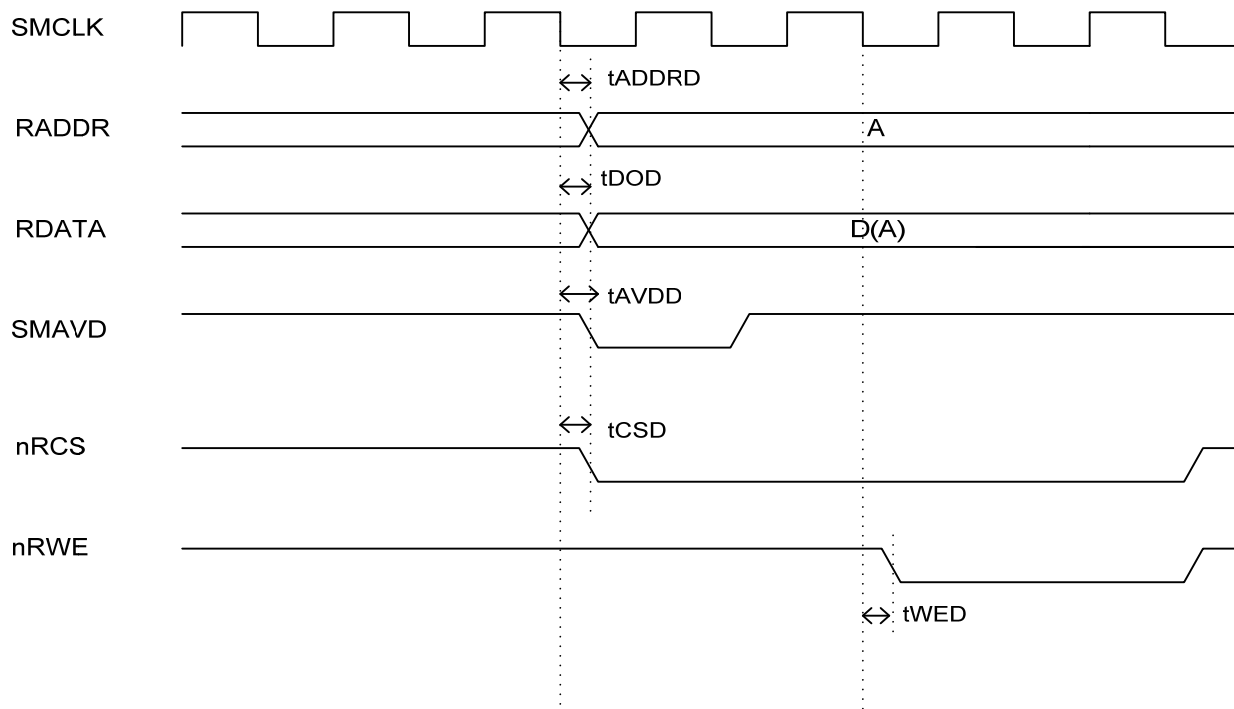 SMCLK
tADDRD
RADDR
A
tDOD
RDATA
D(A)
tAVDD
SMAVD
tCSD
nRCS
nRWE
tWED